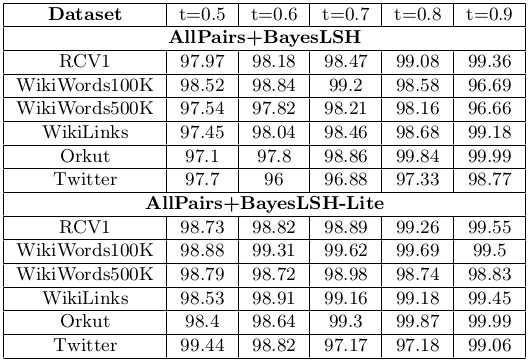 Dataset t=0.5 t=0.6 t=0.7 t=0.8 t=0.9
AllPairs+BayesLSH
RCV1 97.97 98.18 98.47 99.08 99.36
WikiWords100K 98.52 98.84 99.2 98.58 96.69
WikiWords500K 97.54 97.82 98.21 98.16 96.66
WikiLinks 97.45 98.04 98.46 98.68 99.18
Orkut 97.1 97.8 98.86 99.84 99.99
Twitter 97.7 96 96.88 97.33 98.77
AllPairs+BayesLSH-Lite
RCV1 98.73 98.82 98.89 99.26 99.55
WikiWords100K 98.88 99.31 99.62 99.69 99.5
WikiWords500K 98.79 98.72 98.98 98.74 98.83
WikiLinks 98.53 98.91 99.16 99.18 99.45
Orkut 98.4 98.64 99.3 99.87 99.99
Twitter 99.44 98.82 97.17 97.18 99.06